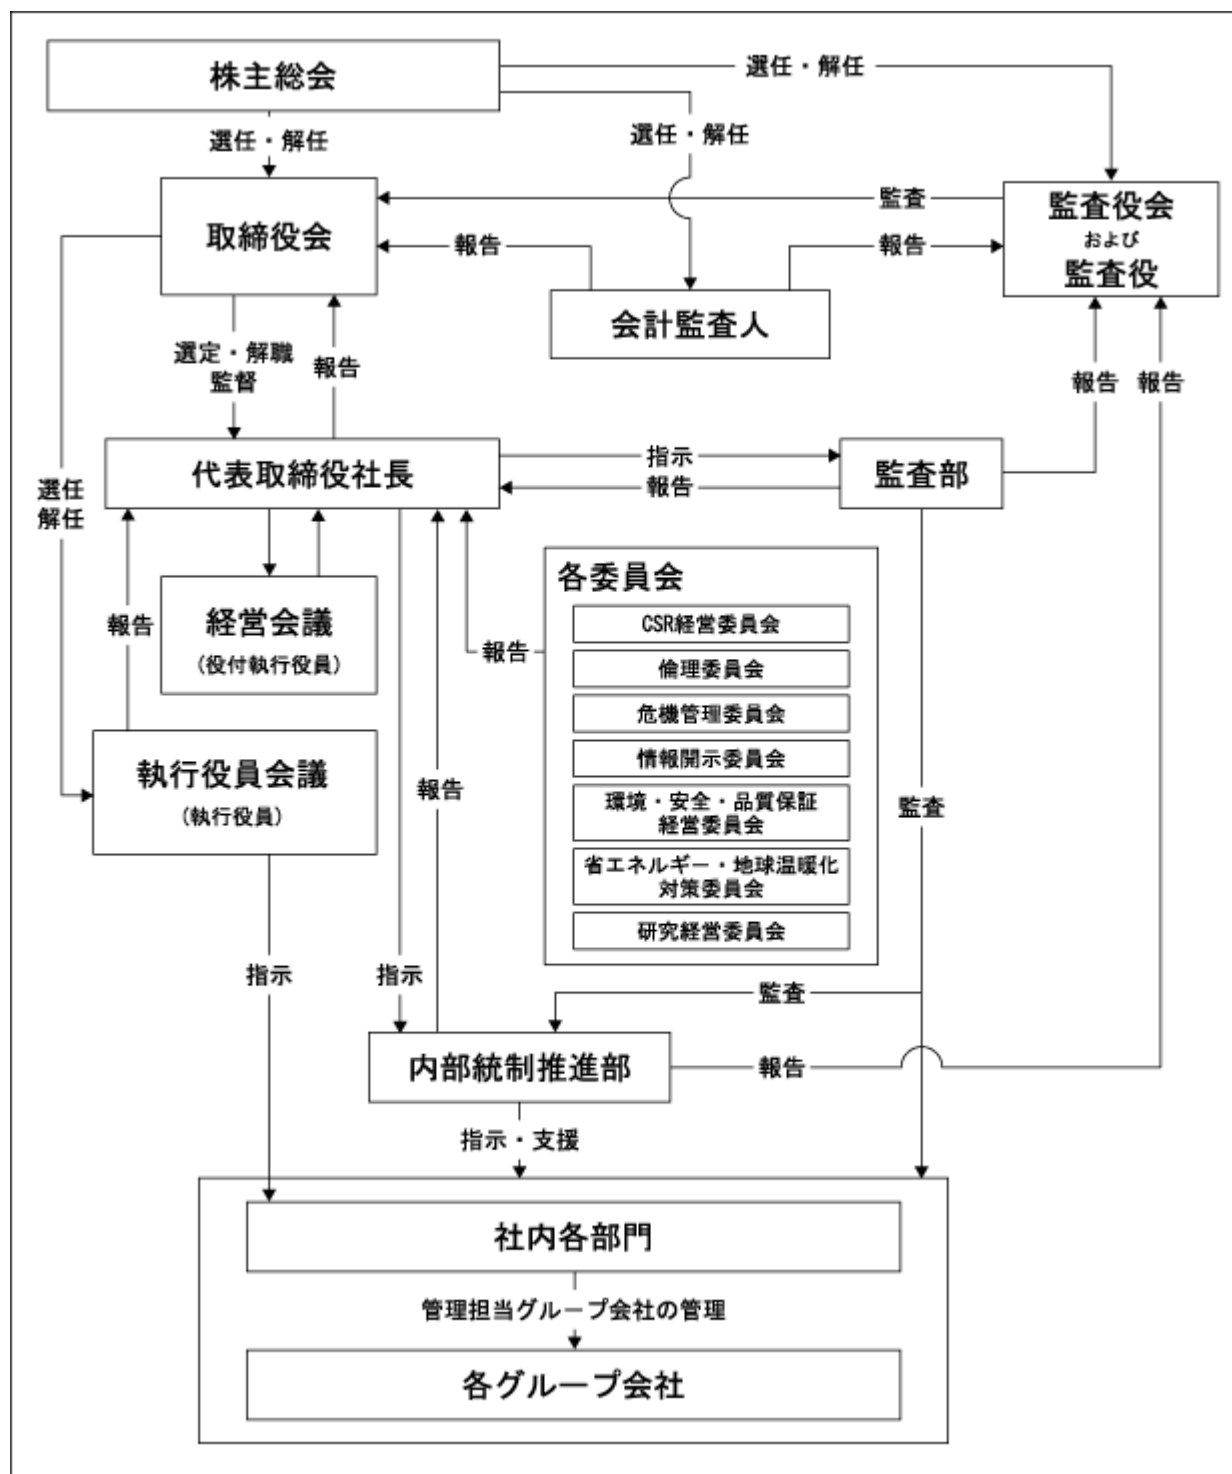 株主総会
選任・解任
選任・解任
選任・解任
取締役会
監査
監査役会
および
監査役
報告
報告
会計監査人
選定・解職
監督
報告
報告
報告
代表取締役社長
指示
報告
監査部
選任
解任
経営会議
(役付執行役員)
報告
各委員会
CSR経営委員会
倫理委員会
危機管理委員会
情報開示委員会
環境・安全・品質保証
経営委員会
省エネルギー・地球温暖化
対策委員会
研究経営委員会
報告
執行役員会議
(執行役員)
報告
監査
指示
指示
監査
内部統制推進部
報告
指示・支援
社内各部門
管理担当グループ会社の管理
各グループ会社